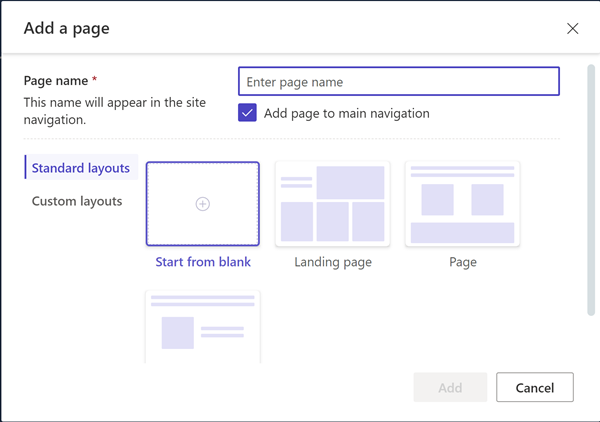 Add a page
Page name *
Enter page name
This name will appear in the site
navigation.
Add page to main navigation
Standard layouts
Custom layouts
Start from blank
Landing page
Page
Add
Cancel